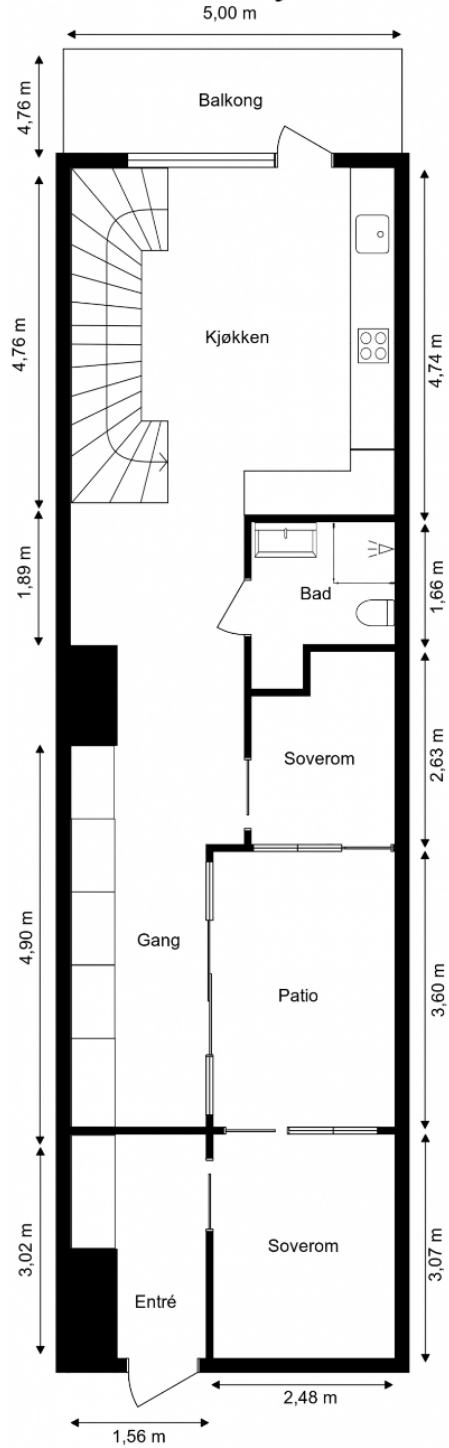 5,00 m
4,76 m
Balkong
4,76 m
Kjøkken
4,74 m
1,89 m
Bad
1,66 m
Soverom
2,63 m
4,90 m
Gang
Patio
3,60 m
3,02 m
Soverom
3,07 m
Entré
2,48 m
1,56 m